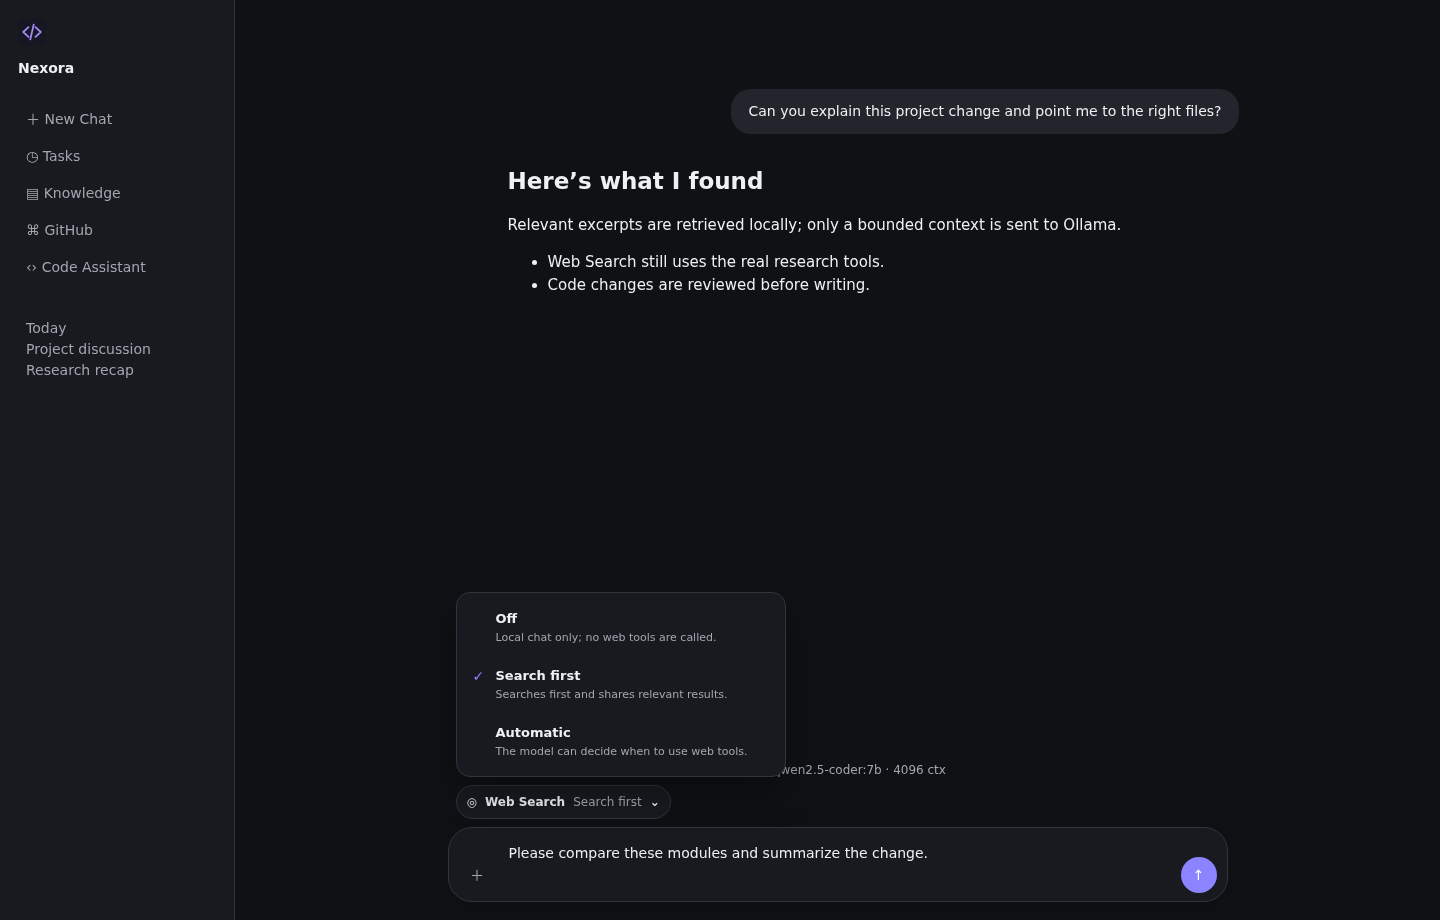 </>
Nexora
+ New Chat
◷ Tasks
▤ Knowledge
⌘ GitHub
‹› Code Assistant
Today
Project discussion
Research recap
Can you explain this project change and point me to the right files?
Here’s what I found
Relevant excerpts are retrieved locally; only a bounded context is sent to Ollama.
• Web Search still uses the real research tools.
• Code changes are reviewed before writing.
Off
Local chat only; no web tools are called.
✓ Search first
Searches first and shares relevant results.
Automatic
The model can decide when to use web tools.
wen2.5-coder:7b · 4096 ctx
◎ Web Search Search first ⌄
Please compare these modules and summarize the change.
+
↑